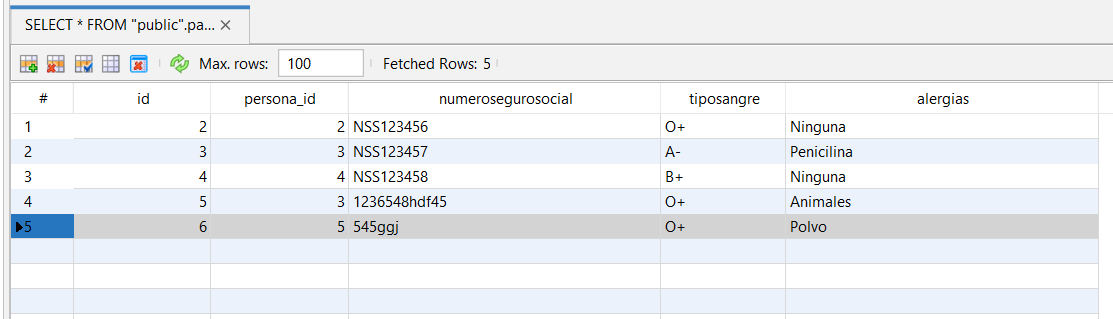 SELECT * FROM "public".pa... ×
Max. rows: 100 Fetched Rows: 5
# id persona_id numerosegurosocial tiposangre alergias
1 2 2 NSS123456 O+ Ninguna
2 3 3 NSS123457 A- Penicilina
3 4 4 NSS123458 B+ Ninguna
4 5 3 1236548hdf45 O+ Animales
5 6 5 545ggj O+ Polvo